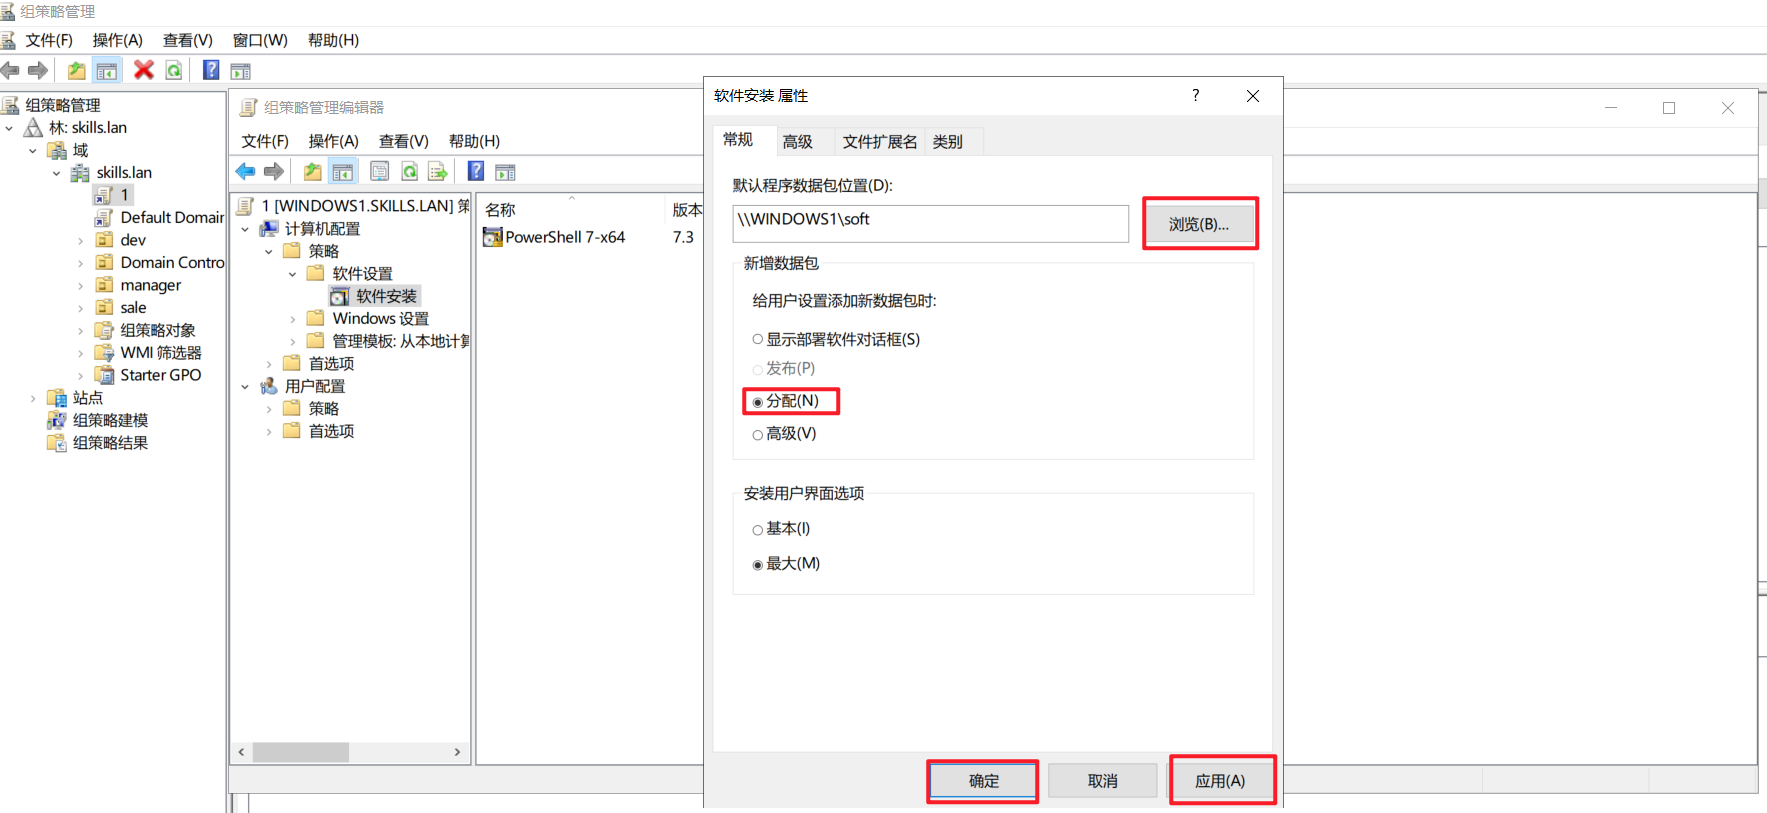 组策略管理
文件(F) 操作(A) 查看(V) 窗口(W) 帮助(H)
组策略管理
林: skills.lan
域
skills.lan
1
Default Domain
dev
Domain Contro
manager
sale
组策略对象
WMI 筛选器
Starter GPO
站点
组策略建模
组策略结果
组策略管理编辑器
文件(F) 操作(A) 查看(V) 帮助(H)
1 [WINDOWS1.SKILLS.LAN] 策
计算机配置
策略
软件设置
软件安装
Windows 设置
管理模板: 从本地计算
首选项
用户配置
策略
首选项
名称 版本
PowerShell 7-x64 7.3
软件安装 属性
常规 高级 文件扩展名 类别
默认程序数据包位置(D):
\\WINDOWS1\soft
浏览(B)...
新增数据包
给用户设置添加新数据包时:
显示部署软件对话框(S)
发布(P)
分配(N)
高级(V)
安装用户界面选项
基本(I)
最大(M)
确定 取消 应用(A)